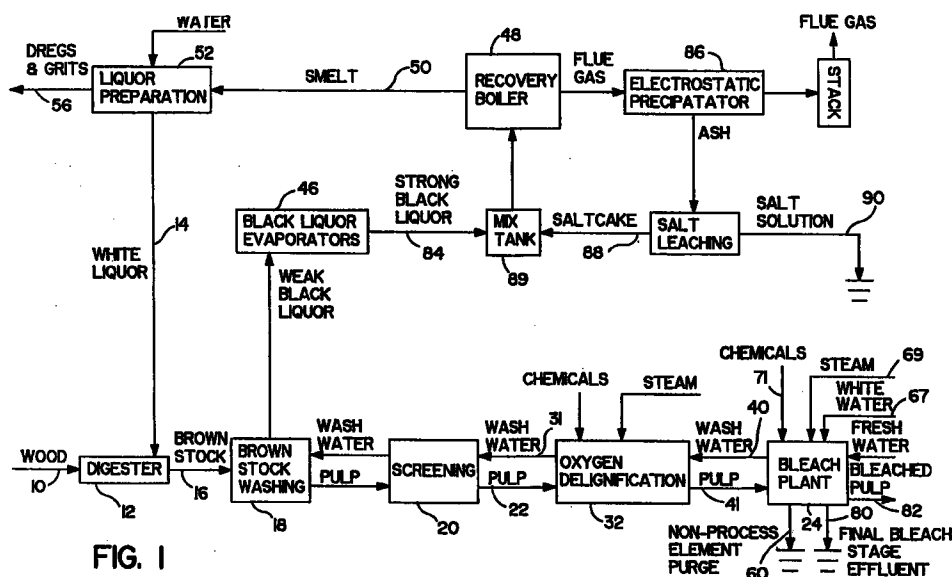 WATER
DREGS
& GRITS
52
LIQUOR
PREPARATION
56
SMELT
50
48
RECOVERY
BOILER
FLUE
GAS
86
ELECTROSTATIC
PRECIPATATOR
FLUE GAS
STACK
ASH
14
WHITE
LIQUOR
46
BLACK LIQUOR
EVAPORATORS
STRONG
BLACK
LIQUOR
84
MIX
TANK
89
SALTCAKE
88
SALT
LEACHING
SALT
SOLUTION
90
WEAK
BLACK
LIQUOR
WOOD
10
DIGESTER
12
BROWN
STOCK
16
BROWN
STOCK
WASHING
18
WASH
WATER
PULP
SCREENING
20
WASH
WATER
31
PULP
22
CHEMICALS
STEAM
OXYGEN
DELIGNIFICATION
32
WASH
WATER
40
PULP
41
CHEMICALS
71
STEAM
69
WHITE
WATER
67
FRESH
WATER
BLEACH
PLANT
24
BLEACHED
PULP
82
80
NON-PROCESS
ELEMENT
PURGE
60
FINAL BLEACH
STAGE
EFFLUENT
FIG. 1